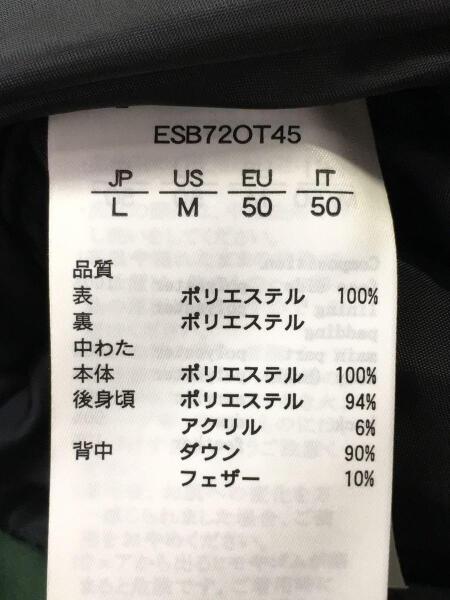 ESB72OT45
JP US EU IT
L M 50 50
品質
表 ポリエステル 100%
裏 ポリエステル
中わた
本体 ポリエステル 100%
後身頃 ポリエステル 94%
アクリル 6%
背中 ダウン 90%
フェザー 10%